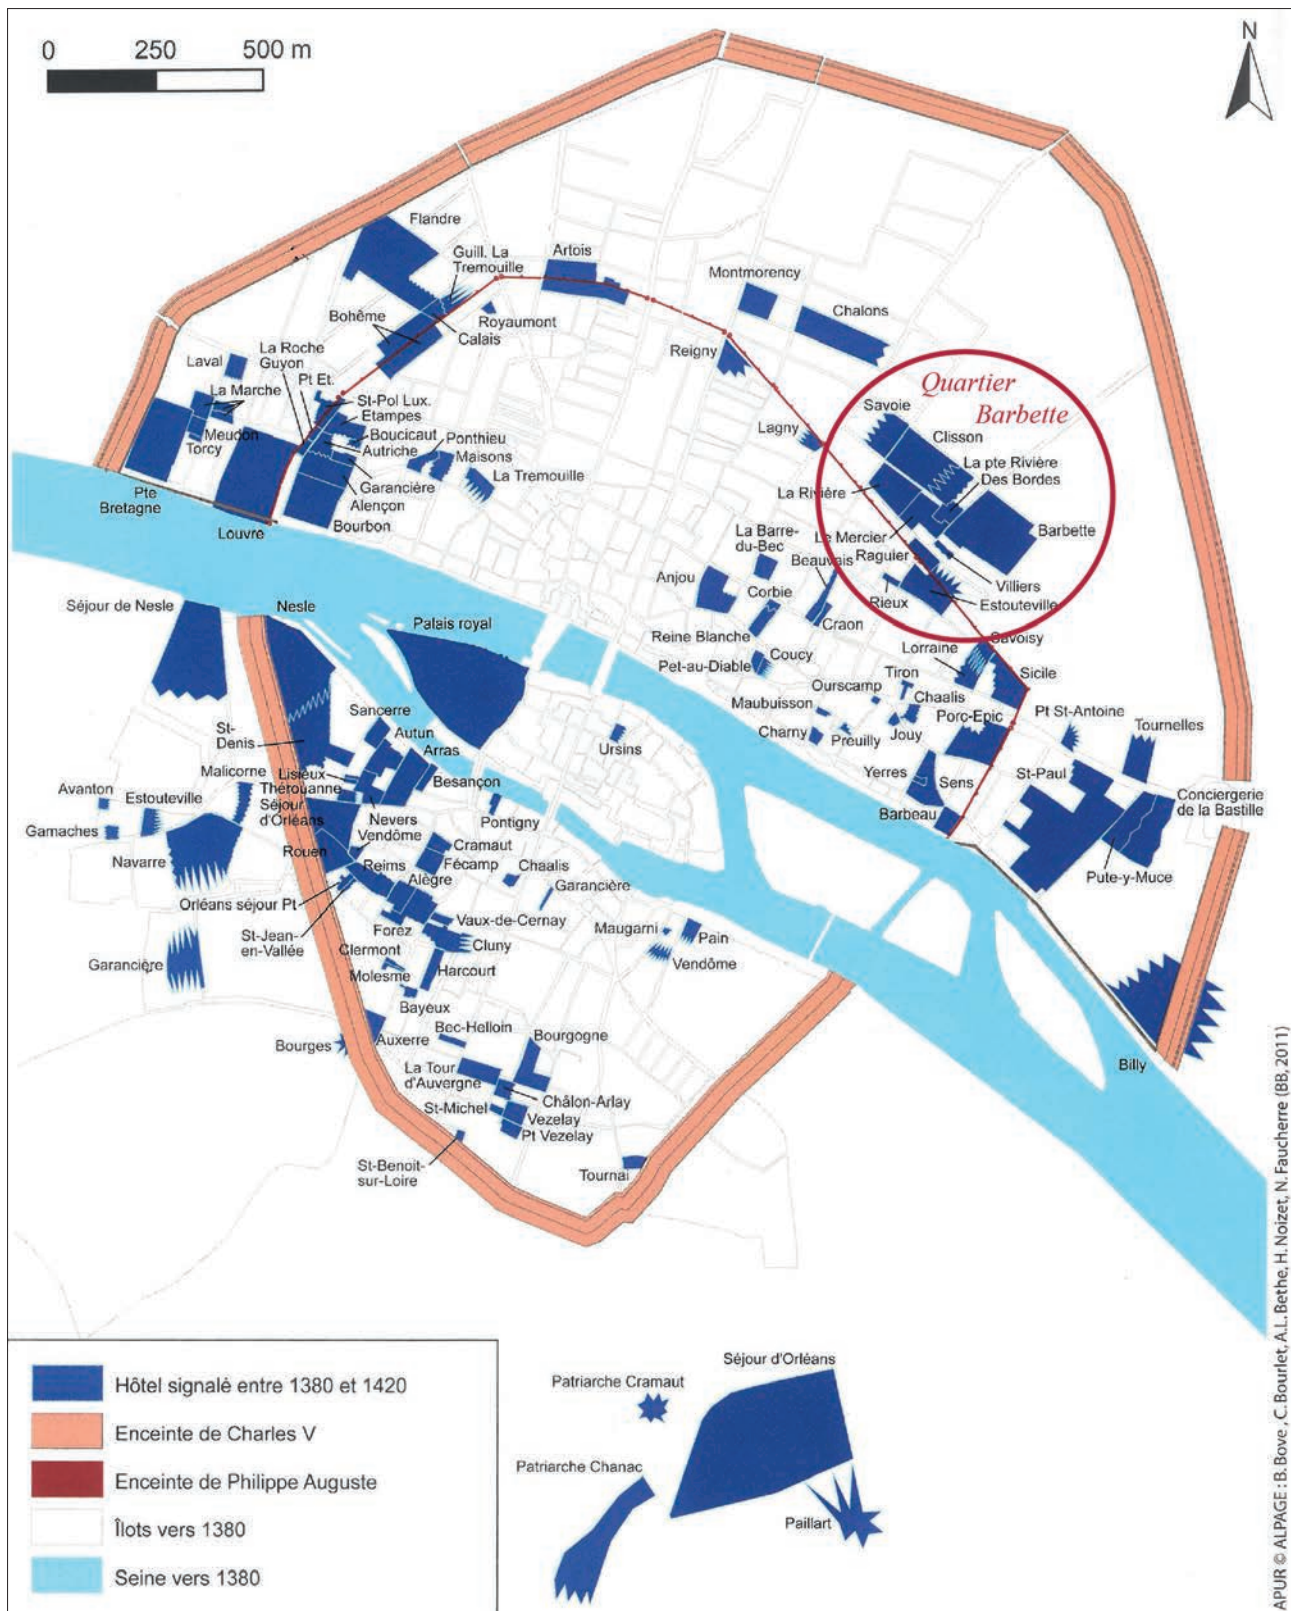 0 250 500 m
N
Flandre
Guill. La
Tremouille
Artois
Montmorency
Chalons
Bohême
Royaumont
Calais
Reigny
La Roche
Guyon
Laval
Pt Et.
La Marche
St-Pol Lux.
Etampes
Meudon
Torcy
Boucicaut
Autriche
Ponthieu
Maisons
La Tremouille
Garancière
Alençon
Bourbon
Pte
Bretagne
Louvre
Lagny
Quartier
Barbette
Savoie
Clisson
La pte Rivière
Des Bordes
La Rivière
Le Mercier
Barbette
Raguier
Villiers
Rieux
Estouteville
La Barre-
du-Bec
Beauvais
Anjou
Corbie
Craon
Reine Blanche
Coucy
Pet-au-Diable
Savoisy
Lorraine
Sicile
Tiron
Ourscamp
Chaalis
Maubuisson
Porc-Epic
Charny
Preuilly
Jouy
Pt St-Antoine
Tournelles
Yerres
Sens
St-Paul
Barbeau
Conciergerie
de la Bastille
Pute-y-Muce
Billy
Séjour de Nesle
Nesle
Palais royal
Ursins
Sancerre
St-
Denis
Autun
Arras
Malicorne
Lisieux
Thérouanne
Besançon
Avanton
Estouteville
Séjour
d'Orléans
Nevers
Vendôme
Pontigny
Gamaches
Navarre
Rouen
Cramaut
Fécamp
Reims
Chaalis
Alègre
Garancière
Orléans séjour Pt
Vaux-de-Cernay
Forez
St-Jean-
en-Vallée
Cluny
Clermont
Garancière
Molesme
Harcourt
Maugarni
Pain
Vendôme
Bayeux
Bec-Helloin
Bourgogne
Bourges
Auxerre
La Tour
d'Auvergne
Châlon-Arlay
St-Michel
Vezelay
Pt Vezelay
St-Benoit-
sur-Loire
Tournai
Hôtel signalé entre 1380 et 1420
Enceinte de Charles V
Enceinte de Philippe Auguste
Îlots vers 1380
Seine vers 1380
Séjour d'Orléans
Patriarche Cramaut
Patriarche Chanac
Paillart
APUR © ALPAGE : B. Bove , C. Bourlet, A.L. Bethe, H. Noizet, N. Faucherre (BB, 2011)